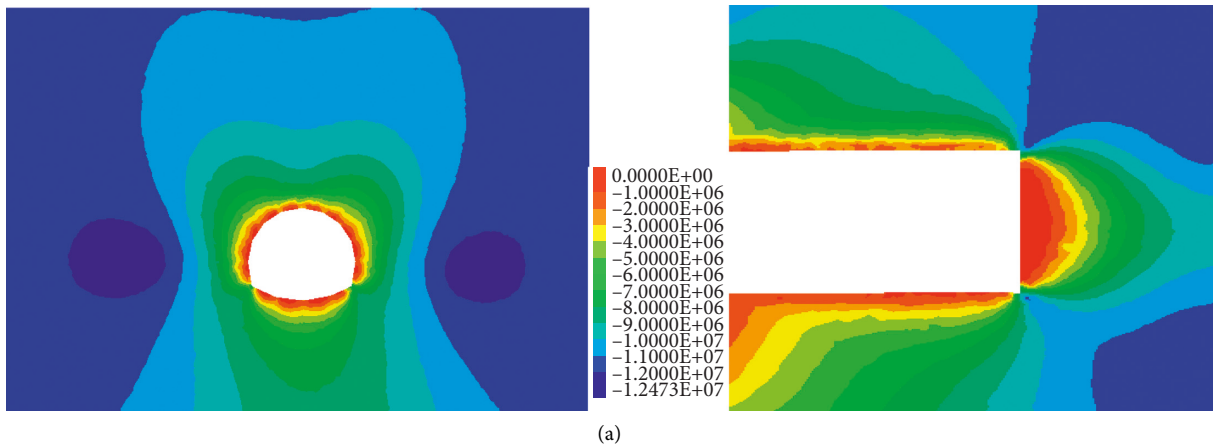 0.0000E+00
–1.0000E+06
–2.0000E+06
–3.0000E+06
–4.0000E+06
–5.0000E+06
–6.0000E+06
–7.0000E+06
–8.0000E+06
–9.0000E+06
–1.0000E+07
–1.1000E+07
–1.2000E+07
–1.2473E+07
(a)